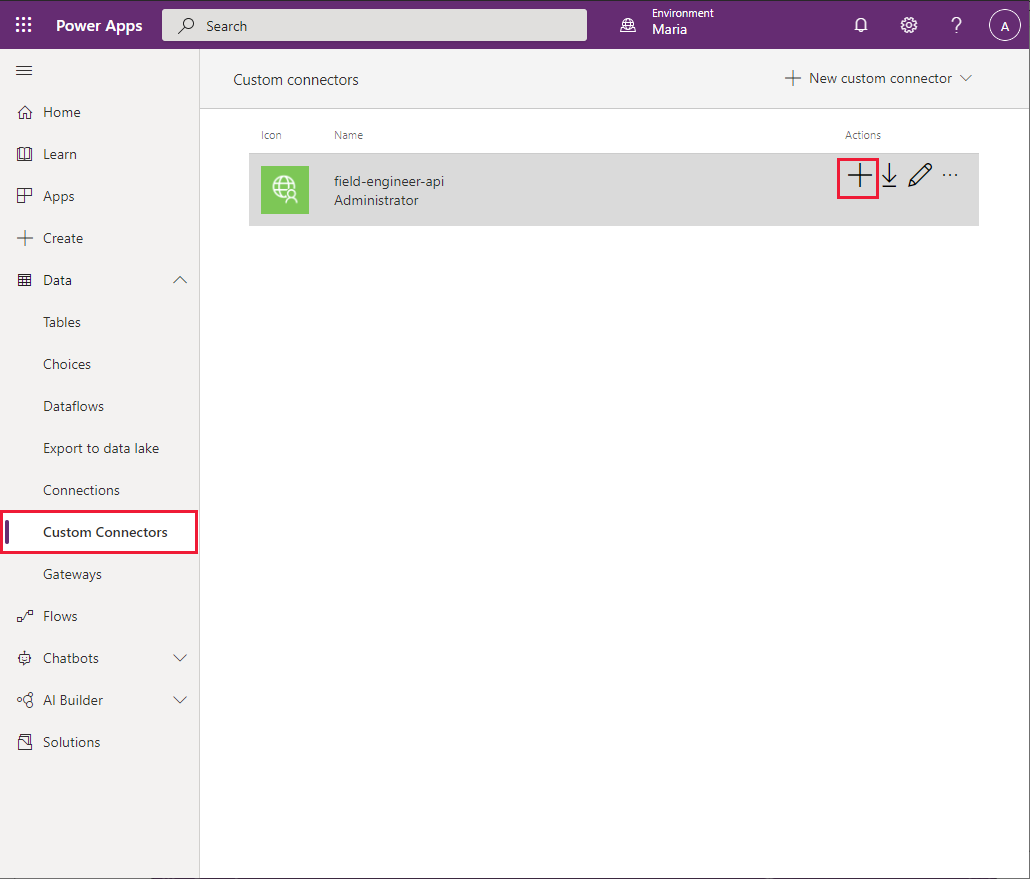 Power Apps
Search
Environment
Maria
?
A
Home
Learn
Apps
Create
Data
Tables
Choices
Dataflows
Export to data lake
Connections
Custom Connectors
Gateways
Flows
Chatbots
AI Builder
Solutions
Custom connectors
New custom connector
Icon Name Actions
field-engineer-api
Administrator